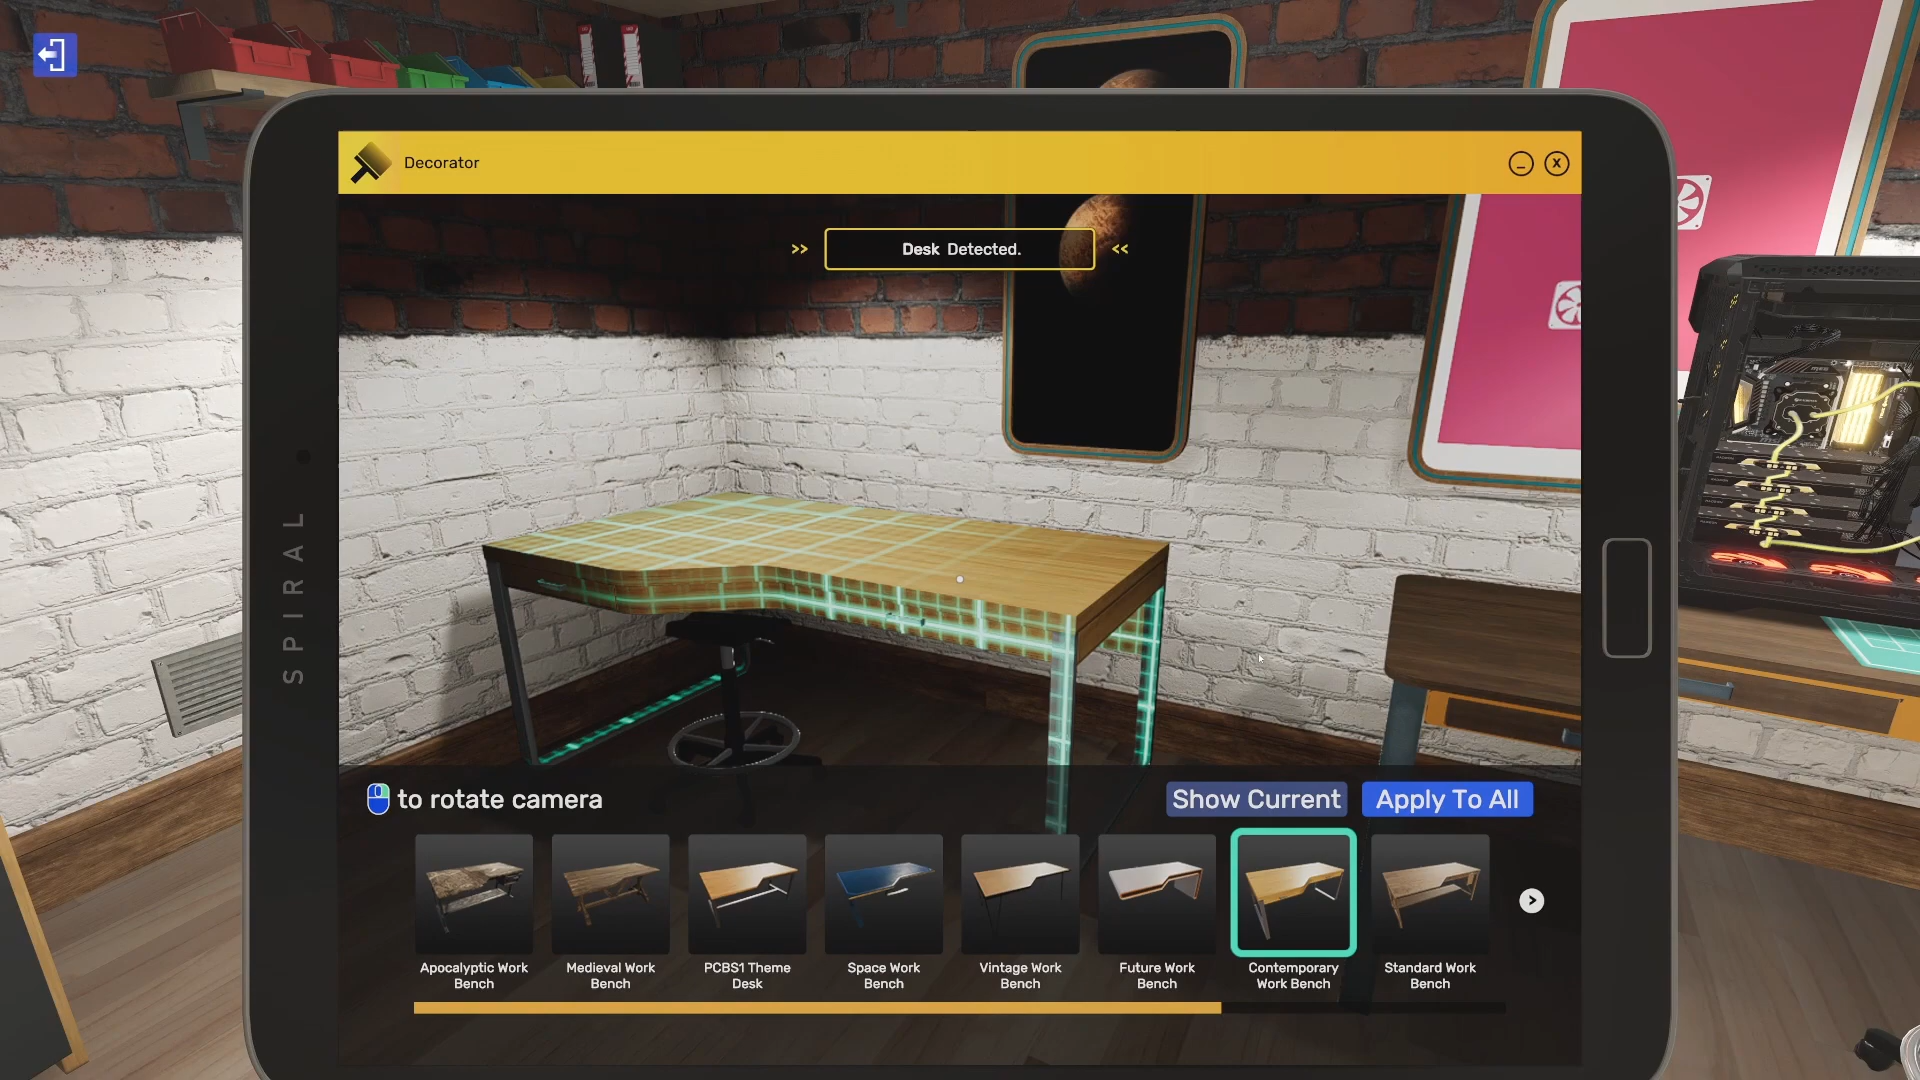 Decorator
X
>> Desk Detected. <<
SPIRAL
to rotate camera
Show Current
Apply To All
Apocalyptic Work
Bench
Medieval Work
Bench
PCBS1 Theme
Desk
Space Work
Bench
Vintage Work
Bench
Future Work
Bench
Contemporary
Work Bench
Standard Work
Bench